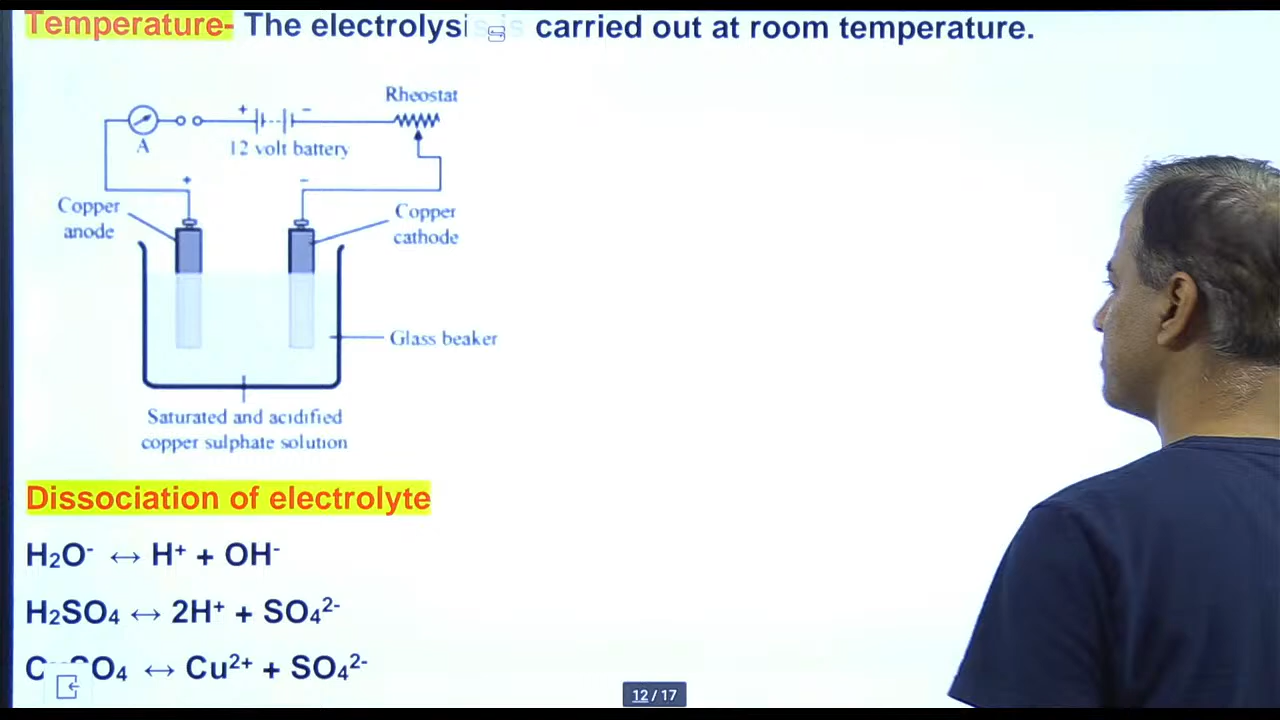 Temperature- The electrolysis is carried out at room temperature.
Rheostat
+ −
A
12 volt battery
+ −
Copper anode
Copper cathode
Glass beaker
Saturated and acidified
copper sulphate solution
Dissociation of electrolyte
H₂O⁻ ↔ H⁺ + OH⁻
H₂SO₄ ↔ 2H⁺ + SO₄²⁻
CuSO₄ ↔ Cu²⁺ + SO₄²⁻
12 / 17